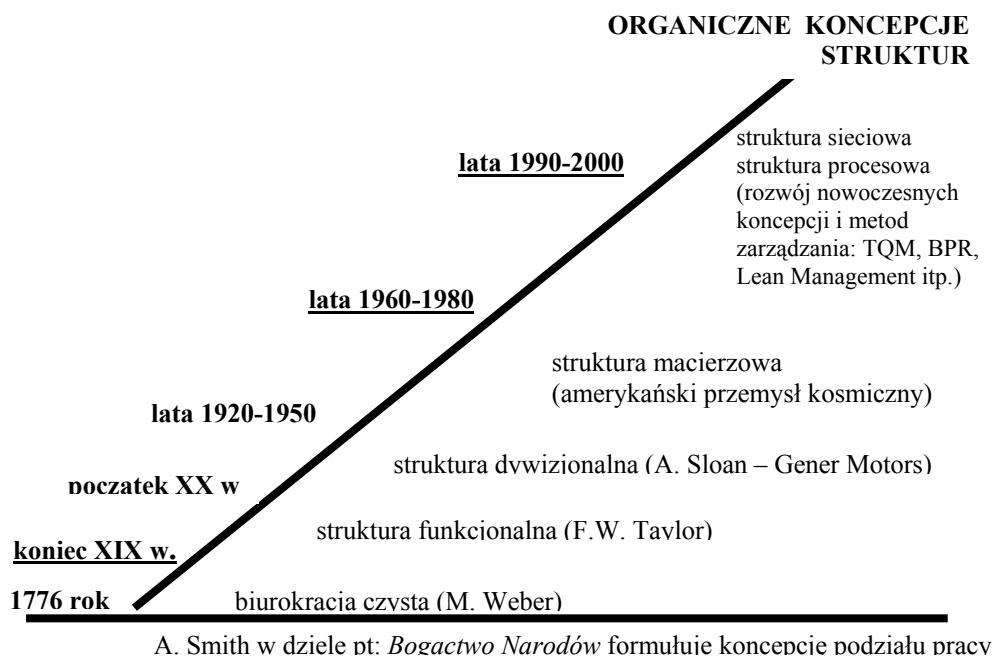 ORGANICZNE KONCEPCJE
STRUKTUR
struktura sieciowa
lata 1990-2000
struktura procesowa
(rozwój nowoczesnych
koncepcji i metod
zarządzania: TQM, BPR,
Lean Management itp.)
lata 1960-1980
struktura macierzowa
(amerykański przemysł kosmiczny)
lata 1920-1950
struktura dywizjonalna (A. Sloan – Gener Motors)
początek XX w
struktura funkcjonalna (F.W. Taylor)
koniec XIX w.
1776 rok
biurokracja czysta (M. Weber)
A. Smith w dziele pt: Bogactwo Narodów formułuje koncepcję podziału pracy